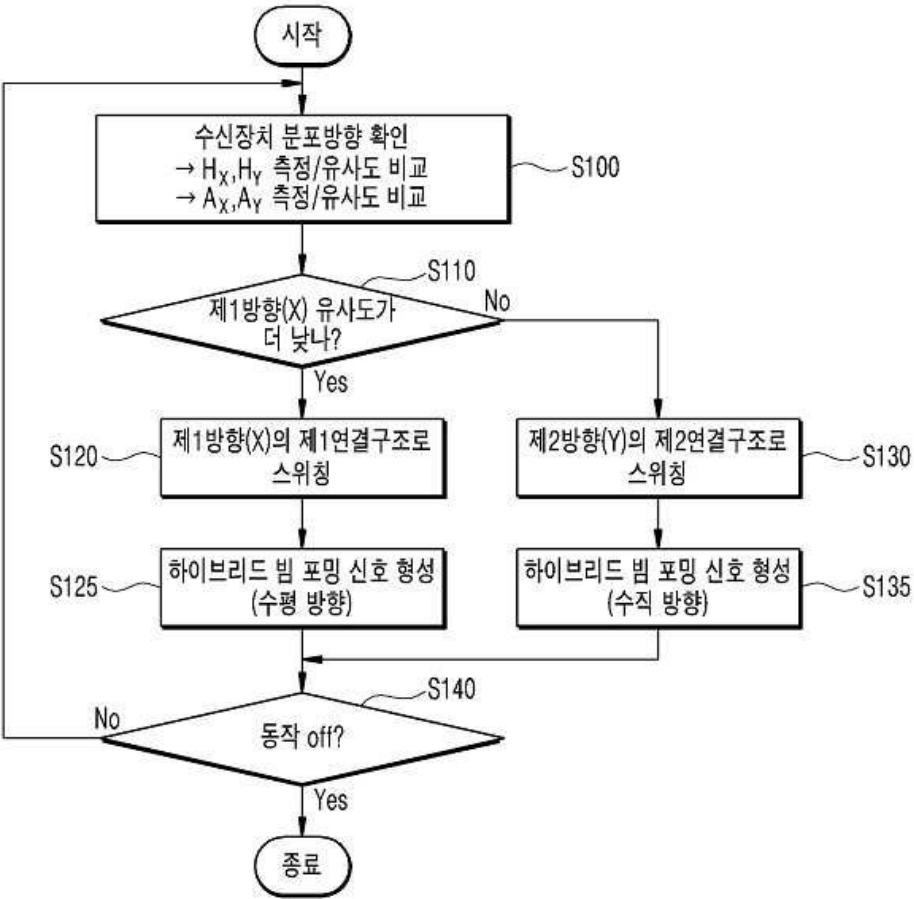 시작
수신장치 분포방향 확인
→ HX,HY 측정/유사도 비교
→ AX,AY 측정/유사도 비교
S100
S110
제1방향(X) 유사도가
더 낮나?
No
Yes
S120
제1방향(X)의 제1연결구조로
스위칭
제2방향(Y)의 제2연결구조로
스위칭
S130
S125
하이브리드 빔 포밍 신호 형성
(수평 방향)
하이브리드 빔 포밍 신호 형성
(수직 방향)
S135
S140
No
동작 off?
Yes
종료